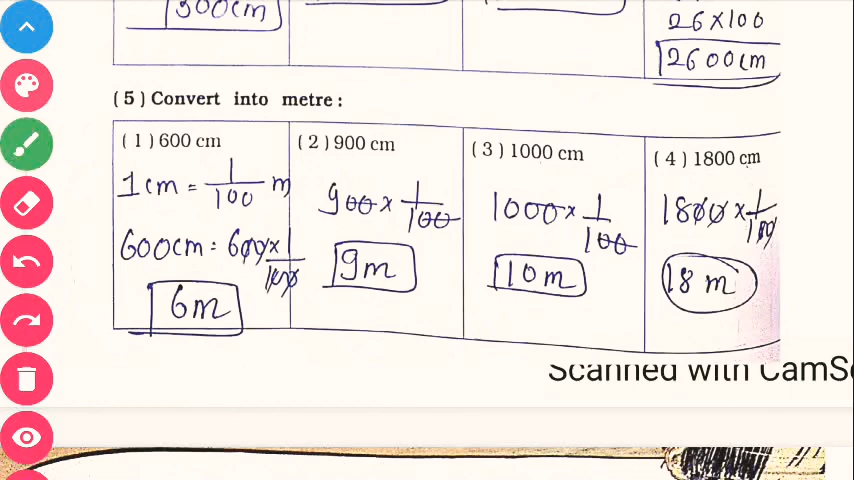 300cm
26×100
2600cm
(5) Convert into metre:
(1) 600 cm
1cm = 1/100 m
600cm = 600×1/100
6m
(2) 900 cm
900 × 1/100
9m
(3) 1000 cm
1000 × 1/100
10m
(4) 1800 cm
1800 × 1/100
18 m
Scanned with CamSc